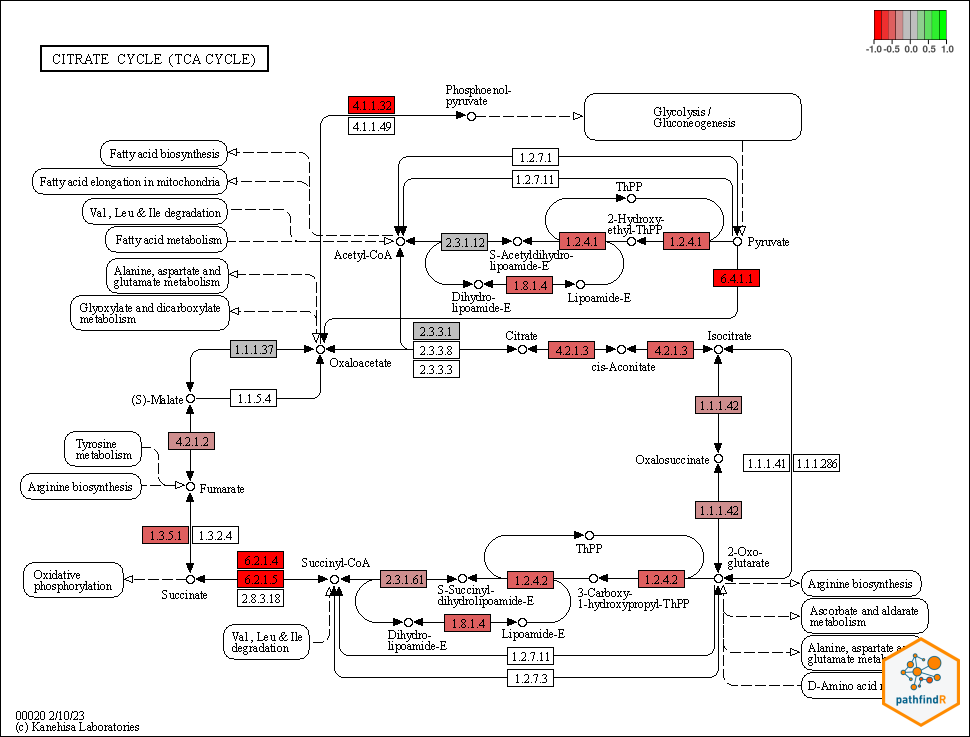 CITRATE CYCLE (TCA CYCLE)
-1.0 -0.5 0.0 0.5 1.0
Phosphoenol-
pyruvate
4.1.1.32
4.1.1.49
Glycolysis /
Gluconeogenesis
Fatty acid biosynthesis
Fatty acid elongation in mitochondria
Val, Leu & Ile degradation
Fatty acid metabolism
Alanine, aspartate and
glutamate metabolism
Glyoxylate and dicarboxylate
metabolism
1.2.7.1
1.2.7.11
ThPP
2-Hydroxy-
ethyl-ThPP
Acetyl-CoA
2.3.1.12
S-Acetyldihydro-
lipoamide-E
1.2.4.1
1.2.4.1
Pyruvate
Dihydro-
lipoamide-E
1.8.1.4
Lipoamide-E
6.4.1.1
1.1.1.37
Oxaloacetate
2.3.3.1
2.3.3.8
2.3.3.3
Citrate
4.2.1.3
cis-Aconitate
4.2.1.3
Isocitrate
(S)-Malate
1.1.5.4
1.1.1.42
4.2.1.2
Tyrosine
metabolism
Arginine biosynthesis
Fumarate
Oxalosuccinate
1.1.1.41
1.1.1.286
1.1.1.42
1.3.5.1
1.3.2.4
Oxidative
phosphorylation
Succinate
6.2.1.4
6.2.1.5
2.8.3.18
Succinyl-CoA
2.3.1.61
S-Succinyl-
dihydrolipoamide-E
ThPP
1.2.4.2
3-Carboxy-
1-hydroxypropyl-ThPP
1.2.4.2
2-Oxo-
glutarate
Dihydro-
lipoamide-E
1.8.1.4
Lipoamide-E
Val, Leu & Ile
degradation
1.2.7.11
1.2.7.3
Arginine biosynthesis
Ascorbate and aldarate
metabolism
Alanine, aspartate
glutamate
D-Amino acid
pathfindR
00020 2/10/23
(c) Kanehisa Laboratories